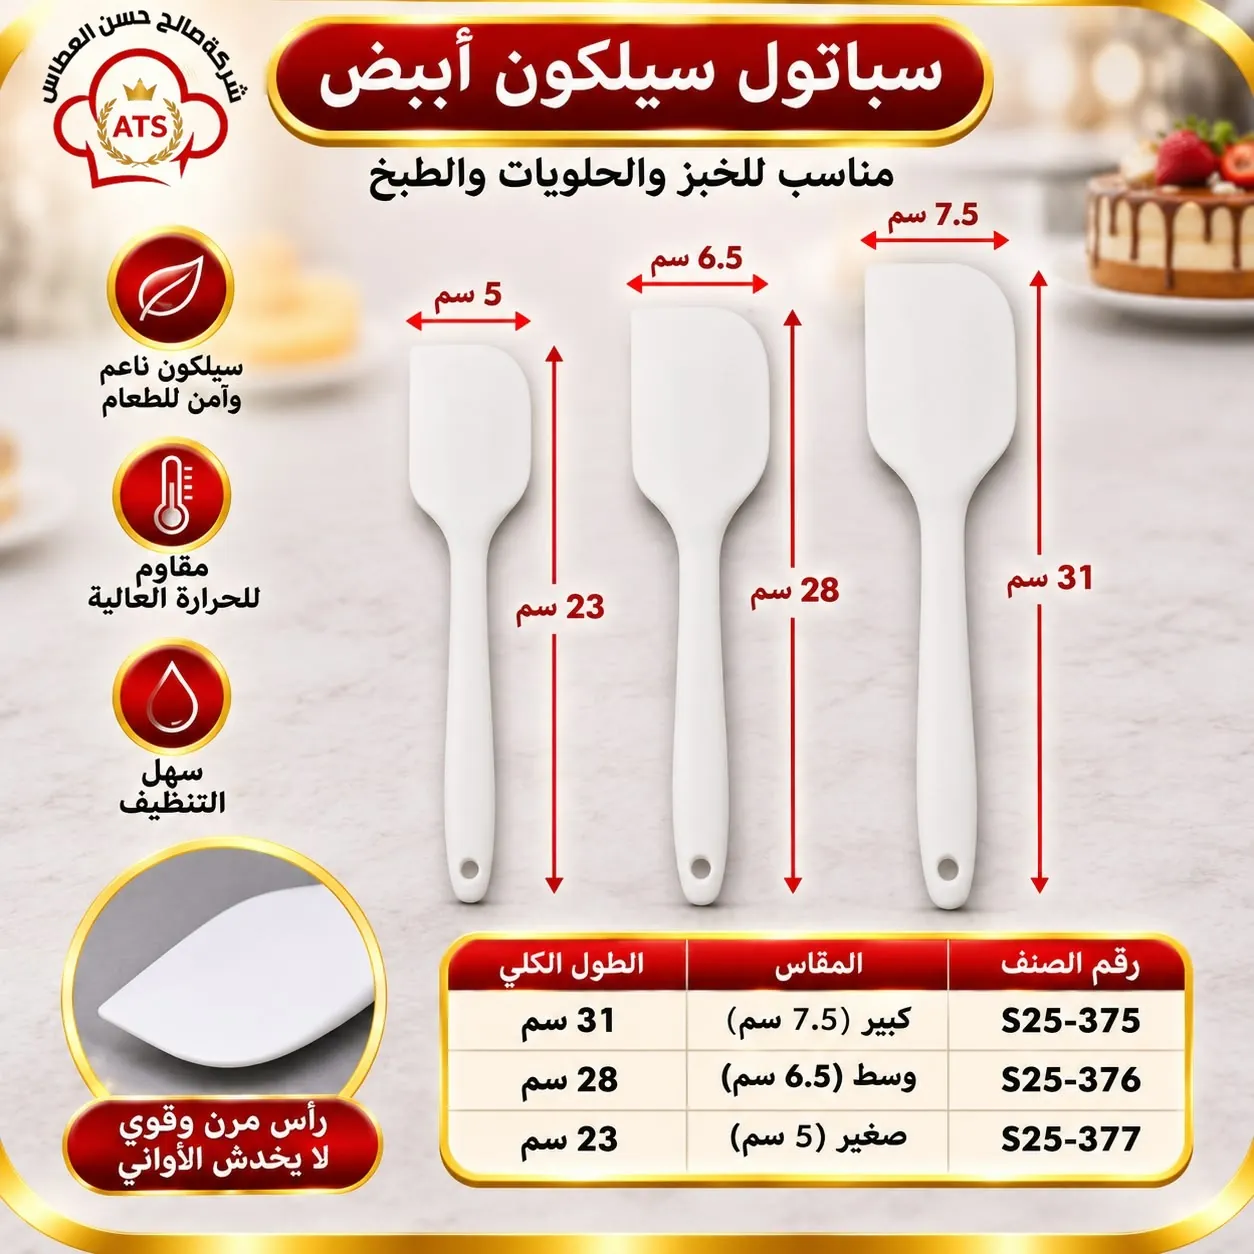 شركة صالح حسن العطاس
ATS
سباتول سيلكون أبيض
مناسب للخبز والحلويات والطبخ
7.5 سم
6.5 سم
5 سم
31 سم
28 سم
23 سم
سيلكون ناعم
وآمن للطعام
مقاوم
للحرارة العالية
سهل
التنظيف
رأس مرن وقوي
لا يخدش الأواني
رقم الصنف المقاس الطول الكلي
S25-375 كبير (7.5 سم) 31 سم
S25-376 وسط (6.5 سم) 28 سم
S25-377 صغير (5 سم) 23 سم